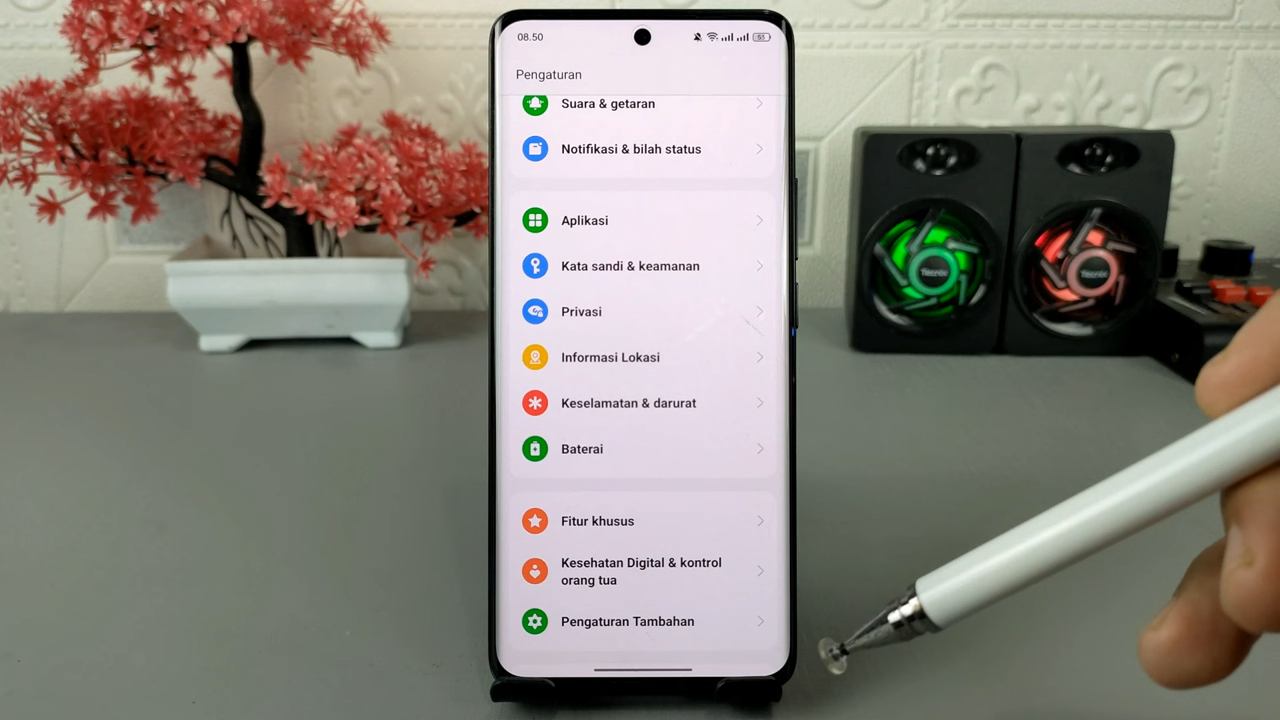 08.50
55
Pengaturan
Suara & getaran
Notifikasi & bilah status
Aplikasi
Kata sandi & keamanan
Privasi
Informasi Lokasi
Keselamatan & darurat
Baterai
Fitur khusus
Kesehatan Digital & kontrol
orang tua
Pengaturan Tambahan